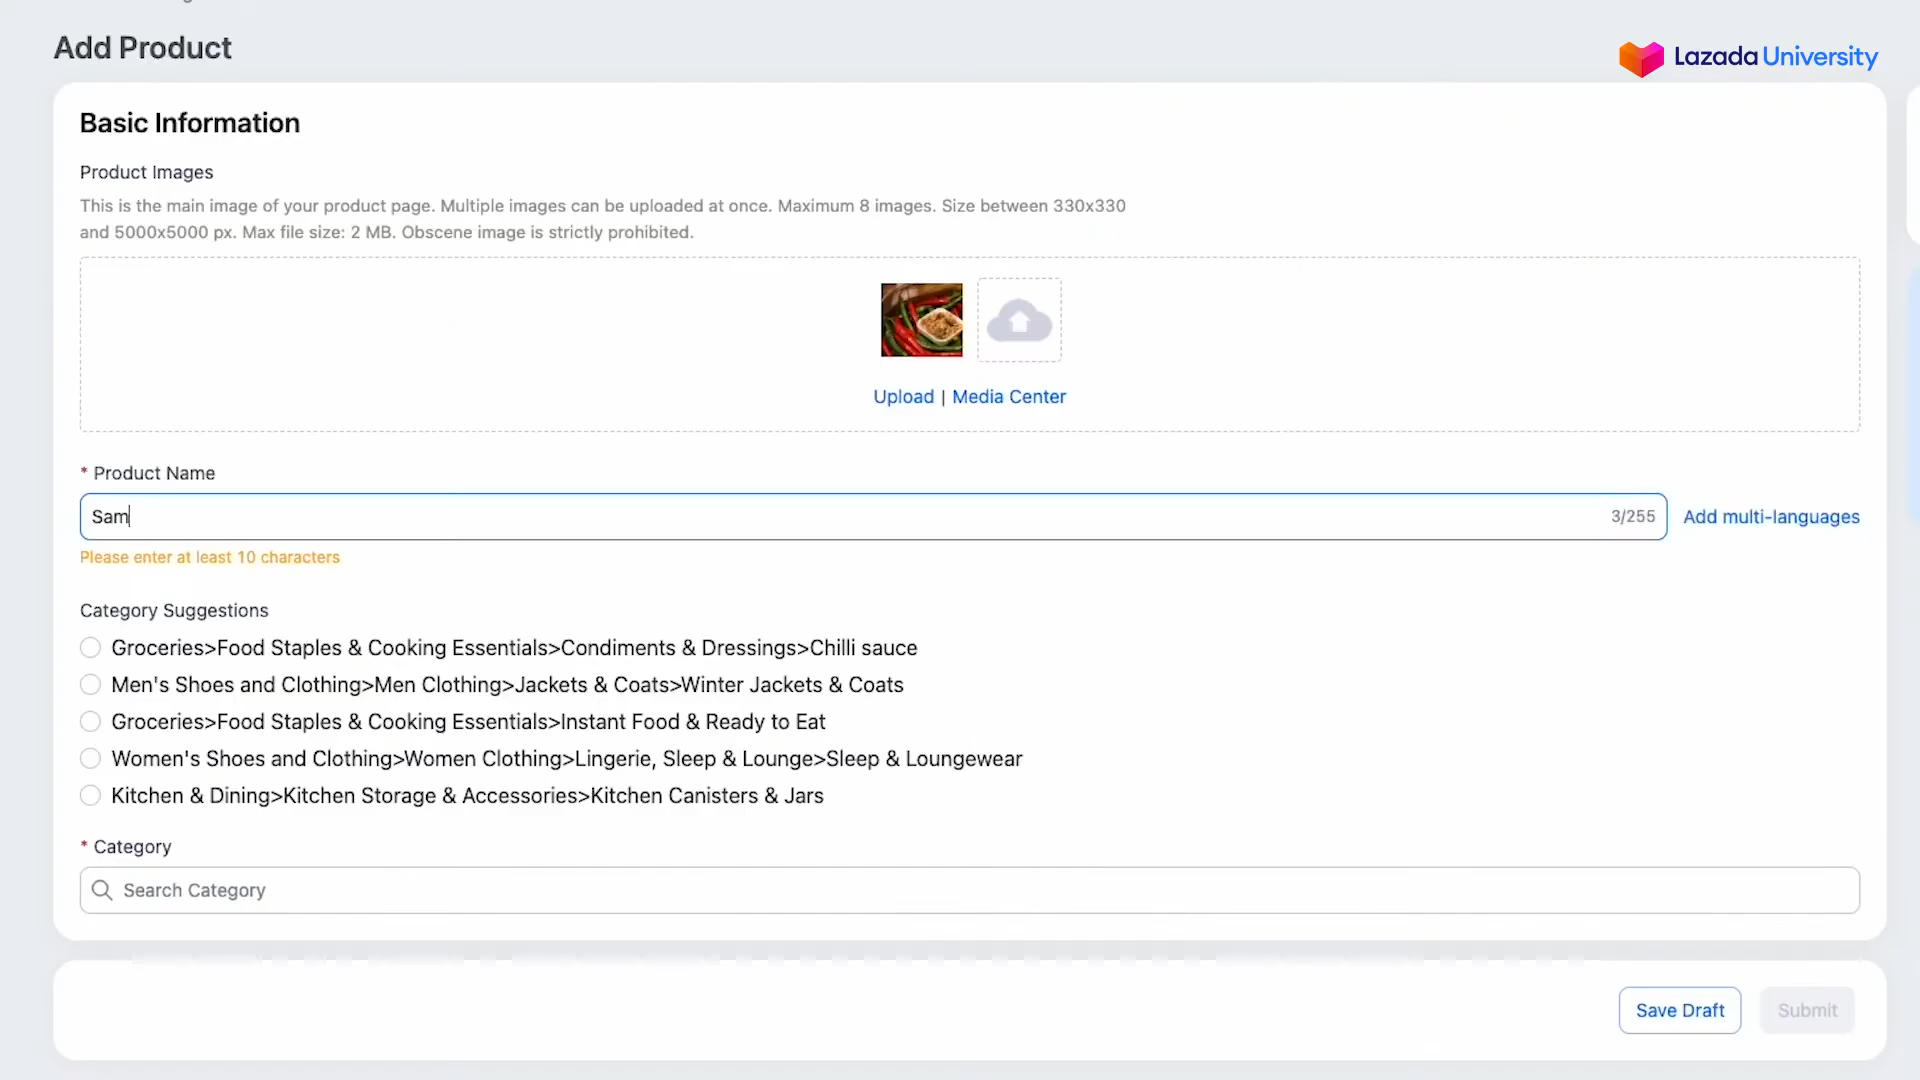 Add Product
Lazada University
Basic Information
Product Images
This is the main image of your product page. Multiple images can be uploaded at once. Maximum 8 images. Size between 330x330
and 5000x5000 px. Max file size: 2 MB. Obscene image is strictly prohibited.
Upload | Media Center
* Product Name
Sam
3/255
Add multi-languages
Please enter at least 10 characters
Category Suggestions
Groceries>Food Staples & Cooking Essentials>Condiments & Dressings>Chilli sauce
Men's Shoes and Clothing>Men Clothing>Jackets & Coats>Winter Jackets & Coats
Groceries>Food Staples & Cooking Essentials>Instant Food & Ready to Eat
Women's Shoes and Clothing>Women Clothing>Lingerie, Sleep & Lounge>Sleep & Loungewear
Kitchen & Dining>Kitchen Storage & Accessories>Kitchen Canisters & Jars
* Category
Search Category
Save Draft
Submit